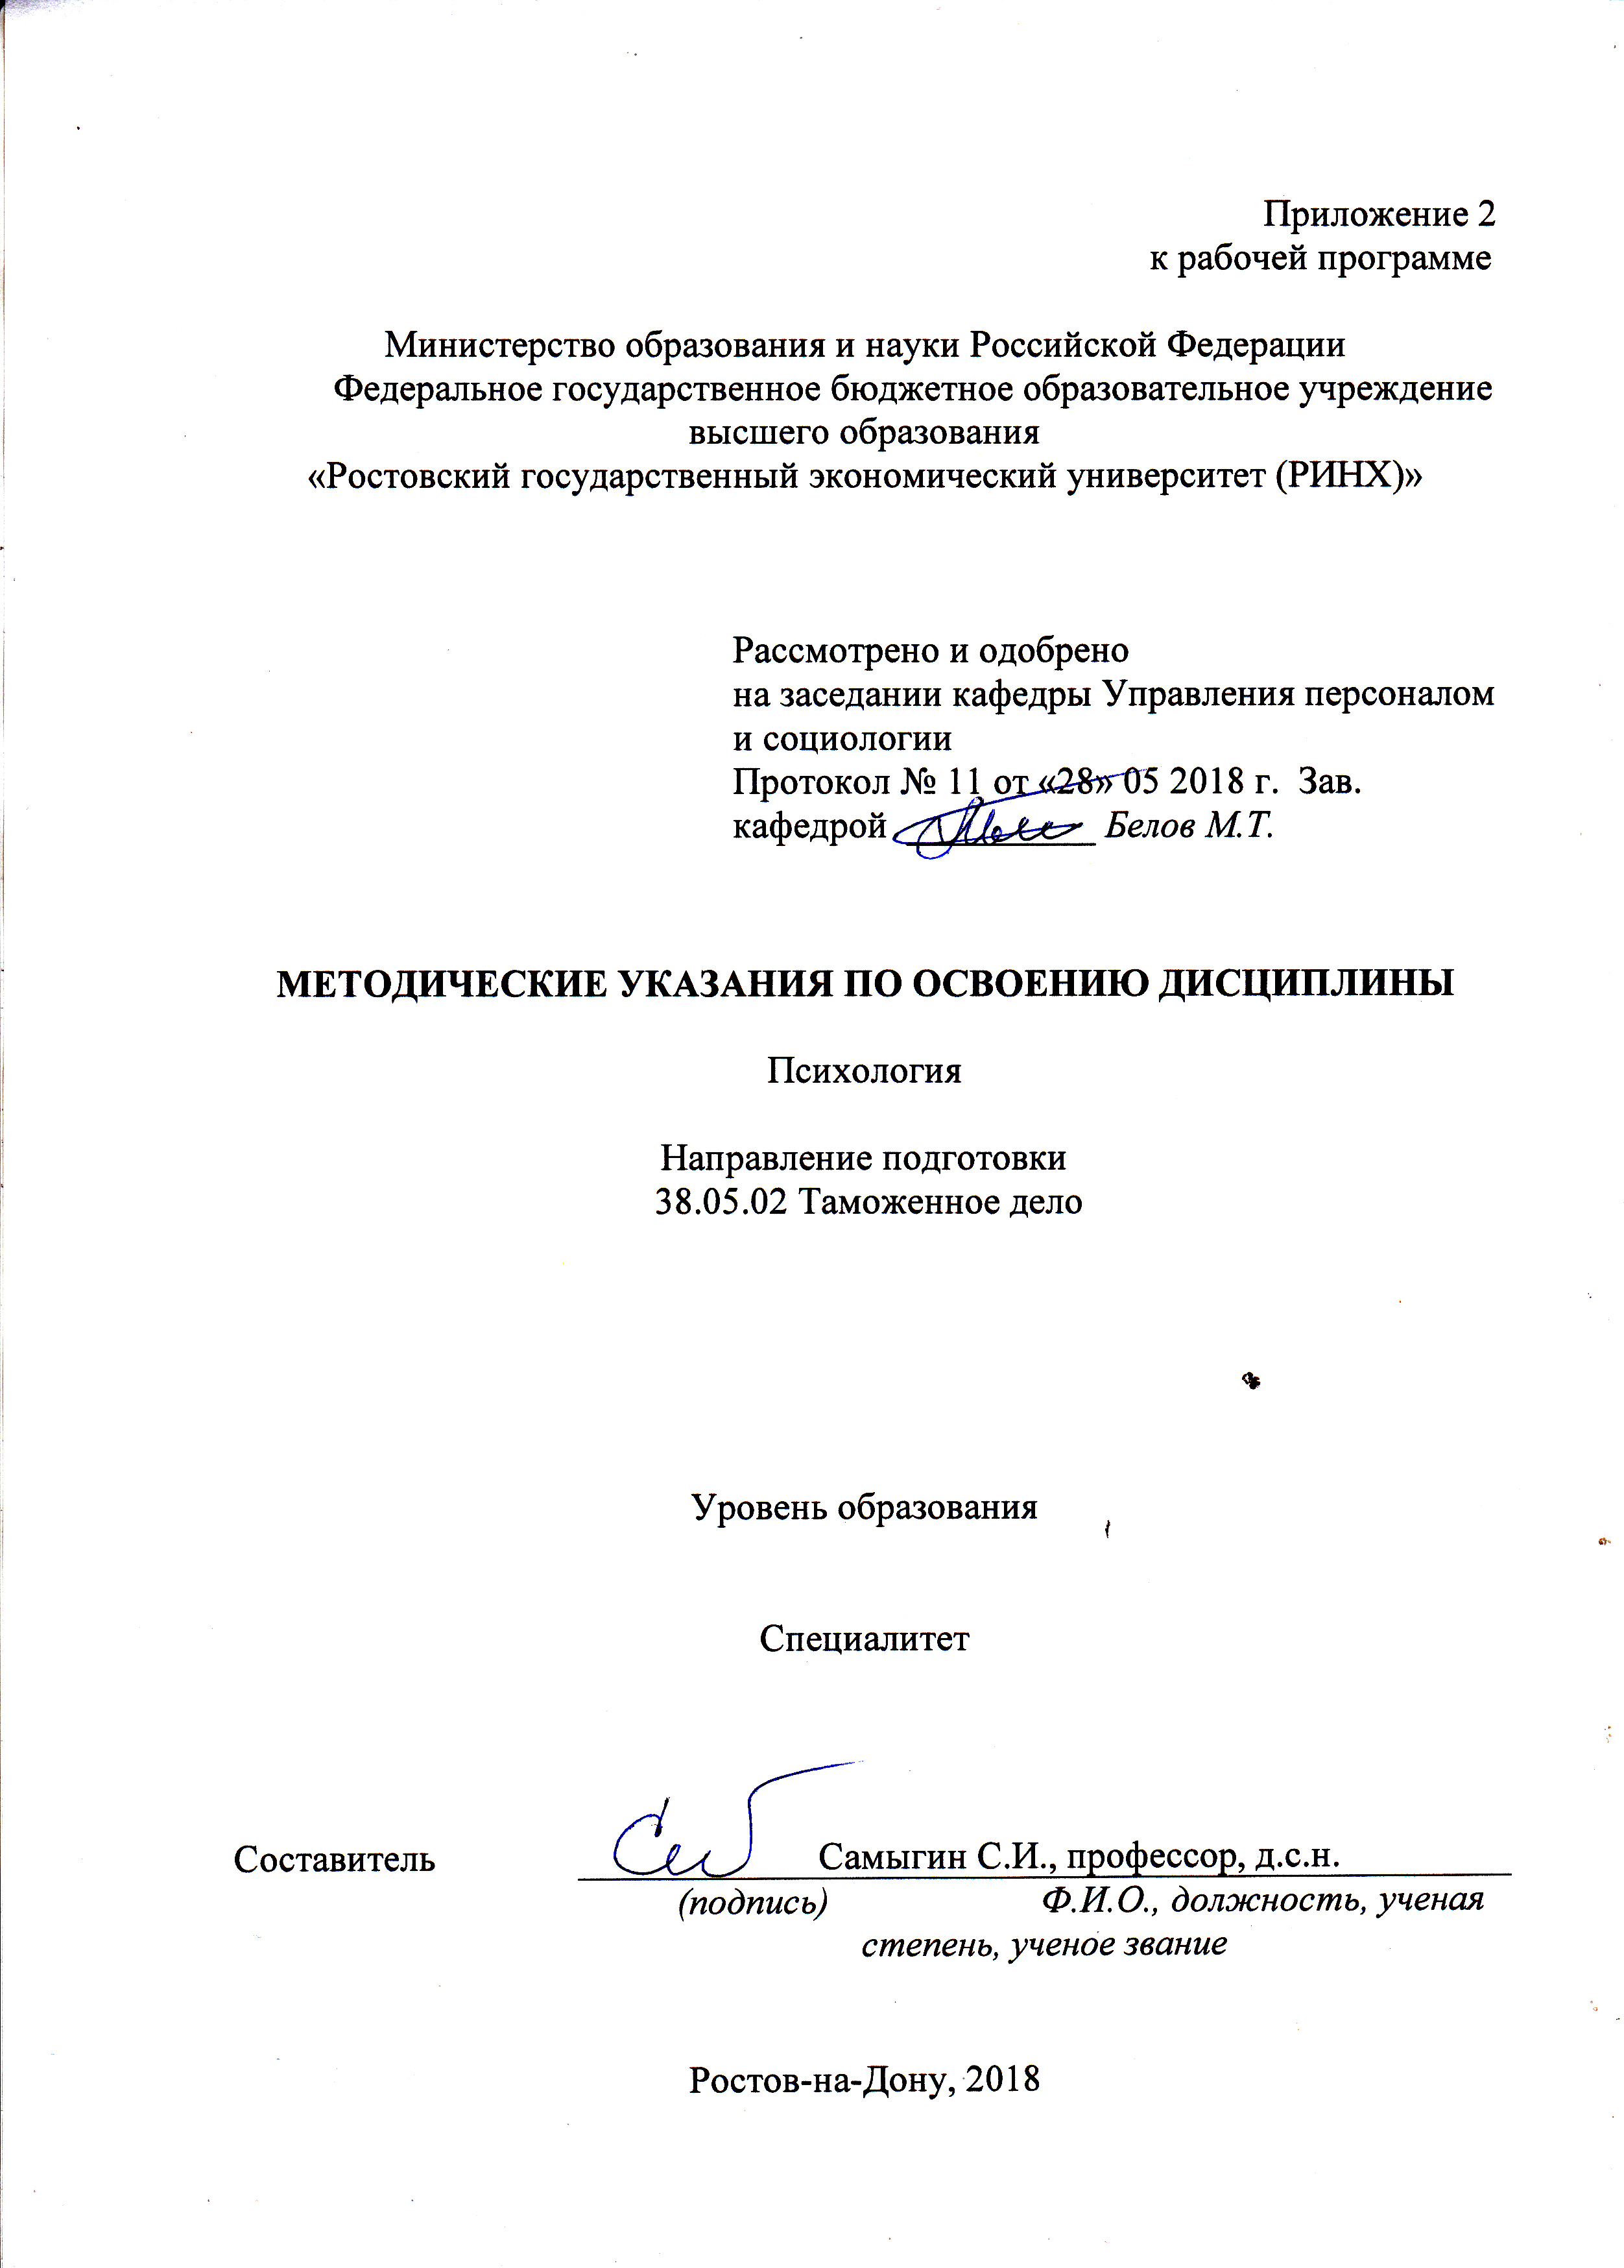 Приложение 2
к рабочей программе
Министерство образования и науки Российской Федерации
Федеральное государственное бюджетное образовательное учреждение
высшего образования
«Ростовский государственный экономический университет (РИНХ)»
Рассмотрено и одобрено
на заседании кафедры Управления персоналом
и социологии
Протокол № 11 от «28» 05 2018 г. Зав.
кафедрой Белов М.Т.
МЕТОДИЧЕСКИЕ УКАЗАНИЯ ПО ОСВОЕНИЮ ДИСЦИПЛИНЫ
Психология
Направление подготовки
38.05.02 Таможенное дело
Уровень образования
Специалитет
Составитель Самыгин С.И., профессор, д.с.н.
(подпись) Ф.И.О., должность, ученая
степень, ученое звание
Ростов-на-Дону, 2018